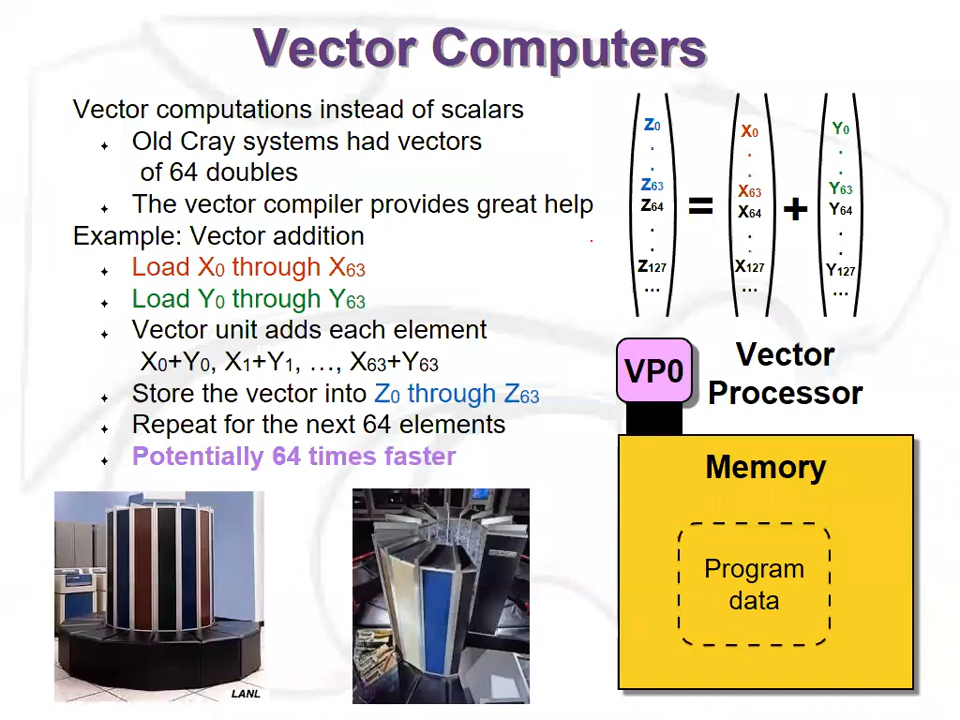 Vector Computers
Vector computations instead of scalars
Old Cray systems had vectors
of 64 doubles
The vector compiler provides great help
Example: Vector addition
Load X0 through X63
Load Y0 through Y63
Vector unit adds each element
X0+Y0, X1+Y1, …, X63+Y63
Store the vector into Z0 through Z63
Repeat for the next 64 elements
Potentially 64 times faster
Z0
.
.
Z63
Z64
.
.
Z127
...
=
X0
.
.
X63
X64
.
.
X127
...
+
Y0
.
.
Y63
Y64
.
.
Y127
...
VP0
Vector
Processor
Memory
Program
data
LANL